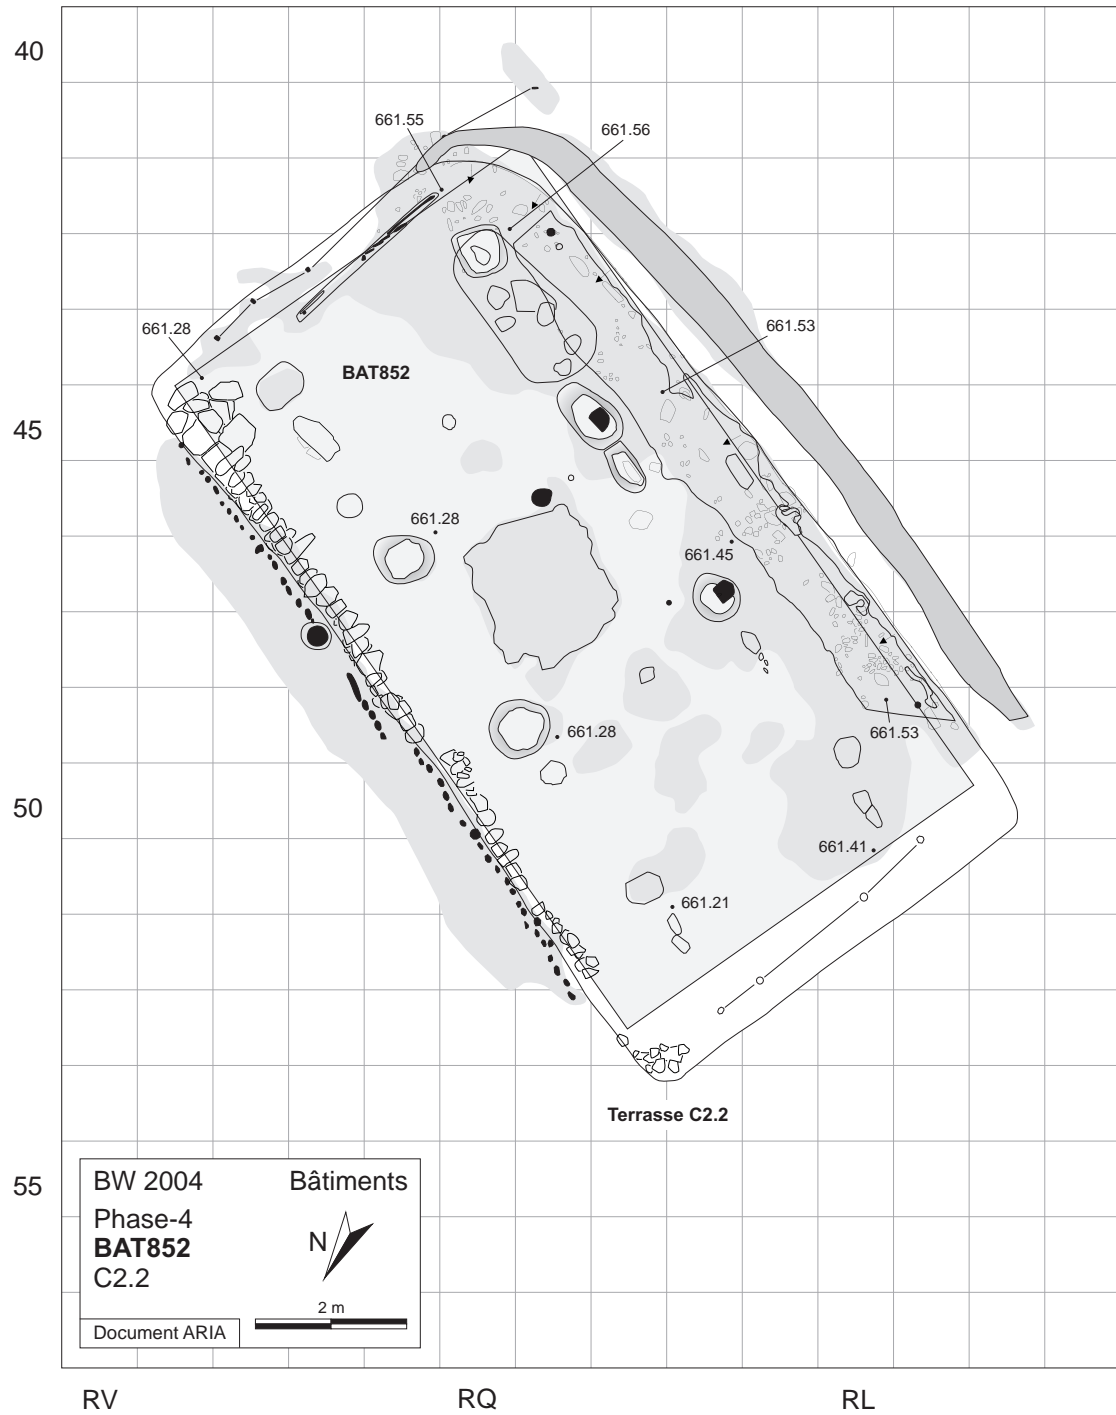 40
661.55
661.56
661.53
661.28
BAT852
45
661.28
661.45
661.28
661.53
50
661.41
661.21
Terrasse C2.2
55
BW 2004 Bâtiments
Phase-4
BAT852
C2.2
N
2 m
Document ARIA
RV RQ RL